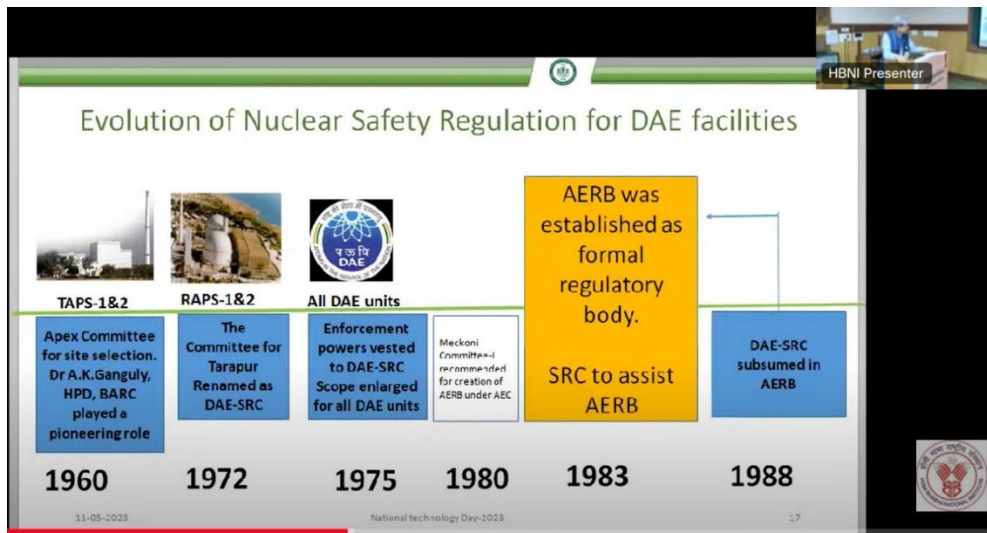 HBNI Presenter
Evolution of Nuclear Safety Regulation for DAE facilities
TAPS-1&2
RAPS-1&2
All DAE units
प ऊ वि
DAE
Apex Committee
for site selection.
Dr A.K.Ganguly,
HPD, BARC
played a
pioneering role
The
Committee for
Tarapur
Renamed as
DAE-SRC
Enforcement
powers vested
to DAE-SRC
Scope enlarged
for all DAE units
Meckoni
Committee-I
recommended
for creation of
AERB under AEC
AERB was
established as
formal
regulatory
body.
SRC to assist
AERB
DAE-SRC
subsumed in
AERB
1960
1972
1975
1980
1983
1988
11-05-2023
National technology Day-2023
17